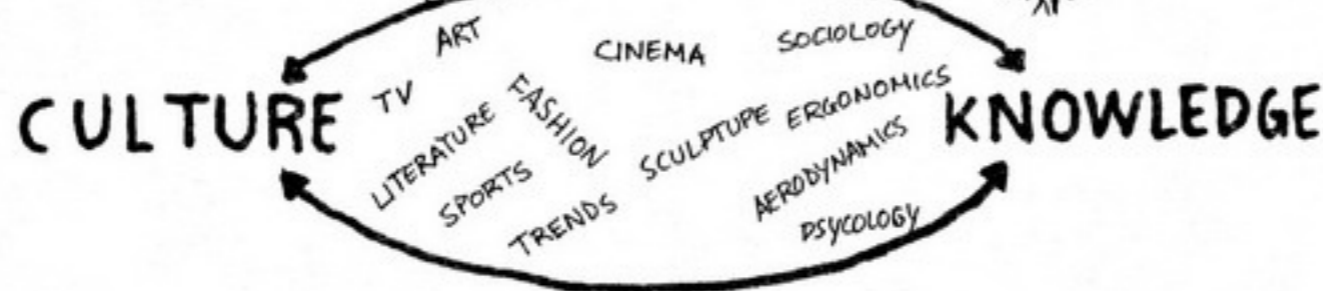 ART
CINEMA
SOCIOLOGY
CULTURE
TV
LITERATURE
FASHION
SPORTS
TRENDS
SCULPTUPE
ERGONOMICS
AERODYNAMICS
PSYCOLOGY
KNOWLEDGE